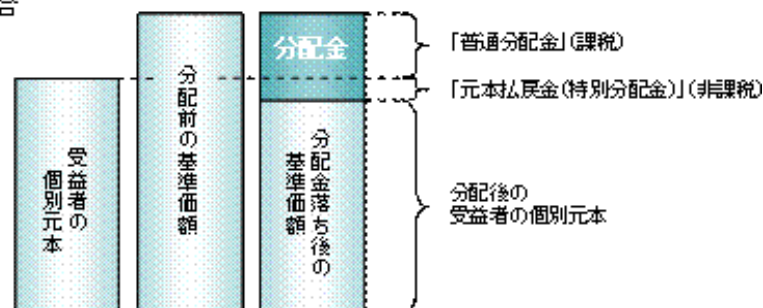 合
受益者の
個別元本
分配前の基準価額
分配金
分配金落ち後の
基準価額
「普通分配金」(課税)
「元本払戻金(特別分配金)」(非課税)
分配後の
受益者の個別元本